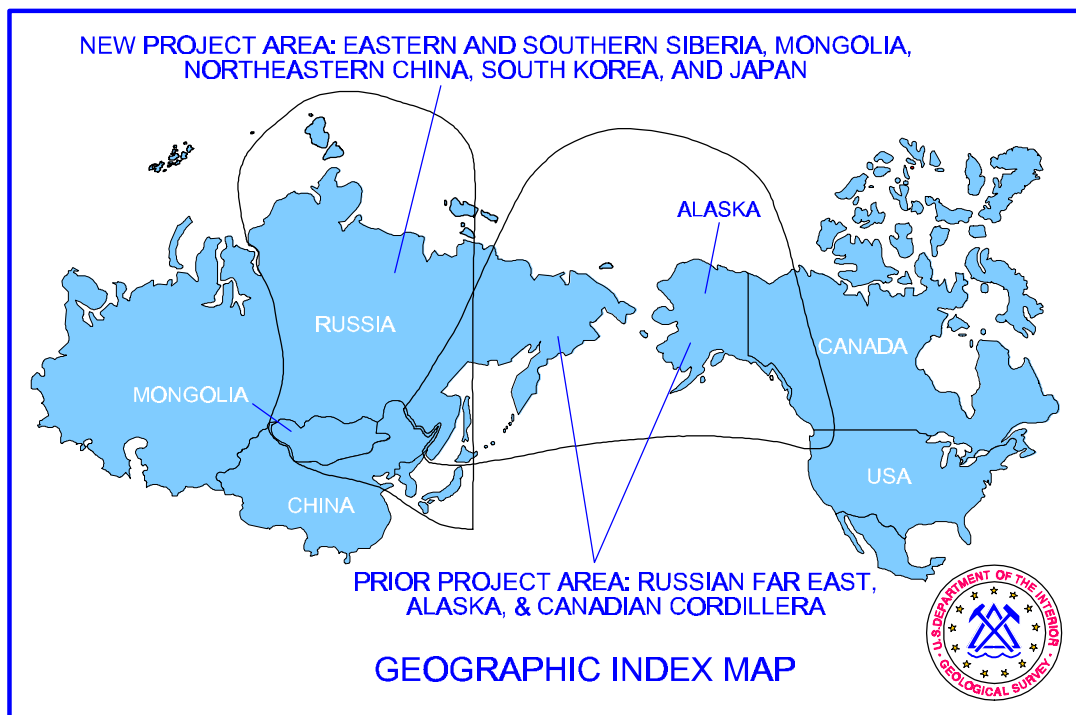 NEW PROJECT AREA: EASTERN AND SOUTHERN SIBERIA, MONGOLIA,
NORTHEASTERN CHINA, SOUTH KOREA, AND JAPAN
ALASKA
RUSSIA
CANADA
MONGOLIA
USA
CHINA
PRIOR PROJECT AREA: RUSSIAN FAR EAST,
ALASKA, & CANADIAN CORDILLERA
GEOGRAPHIC INDEX MAP
U.S.DEPARTMENT OF THE INTERIOR
GEOLOGICAL SURVEY